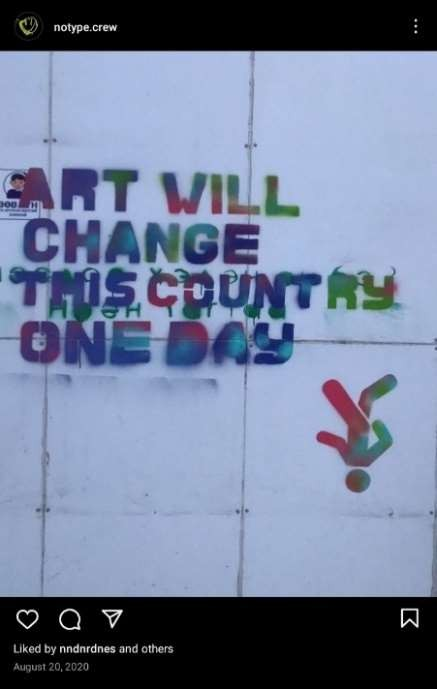 notype.crew
ART WILL
CHANGE
THIS COUNTRY
ONE DAY
Liked by nndnrdnes and others
August 20, 2020